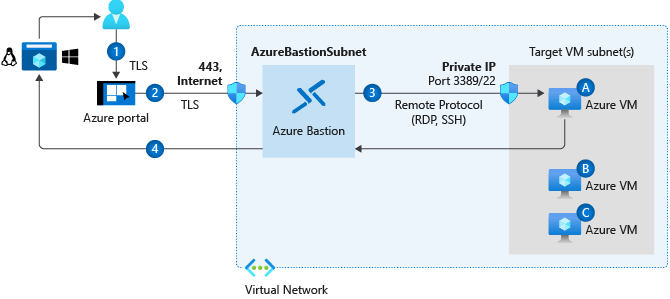 1
TLS
Azure portal
2
443,
Internet
TLS
AzureBastionSubnet
Azure Bastion
3
Private IP
Port 3389/22
Remote Protocol
(RDP, SSH)
Target VM subnet(s)
A
Azure VM
B
Azure VM
C
Azure VM
4
Virtual Network